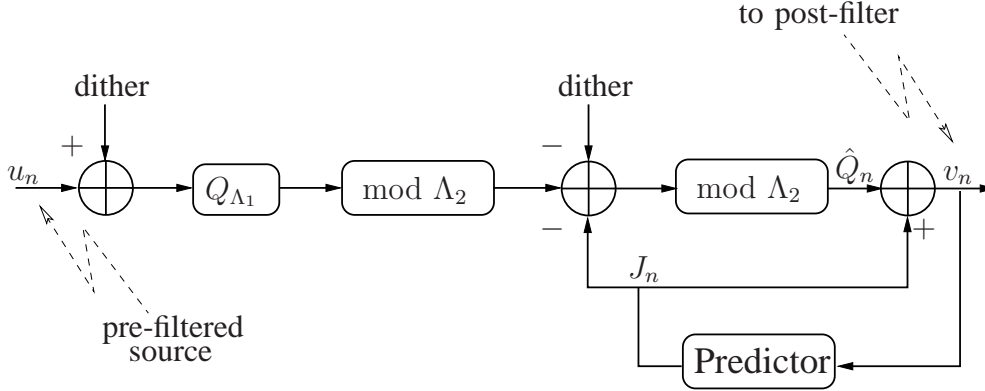 to post-filter
dither
dither
+
−
u_n
Q_{Λ_1}
mod Λ_2
mod Λ_2
Q̂_n
v_n
−
+
J_n
pre-filtered
source
Predictor